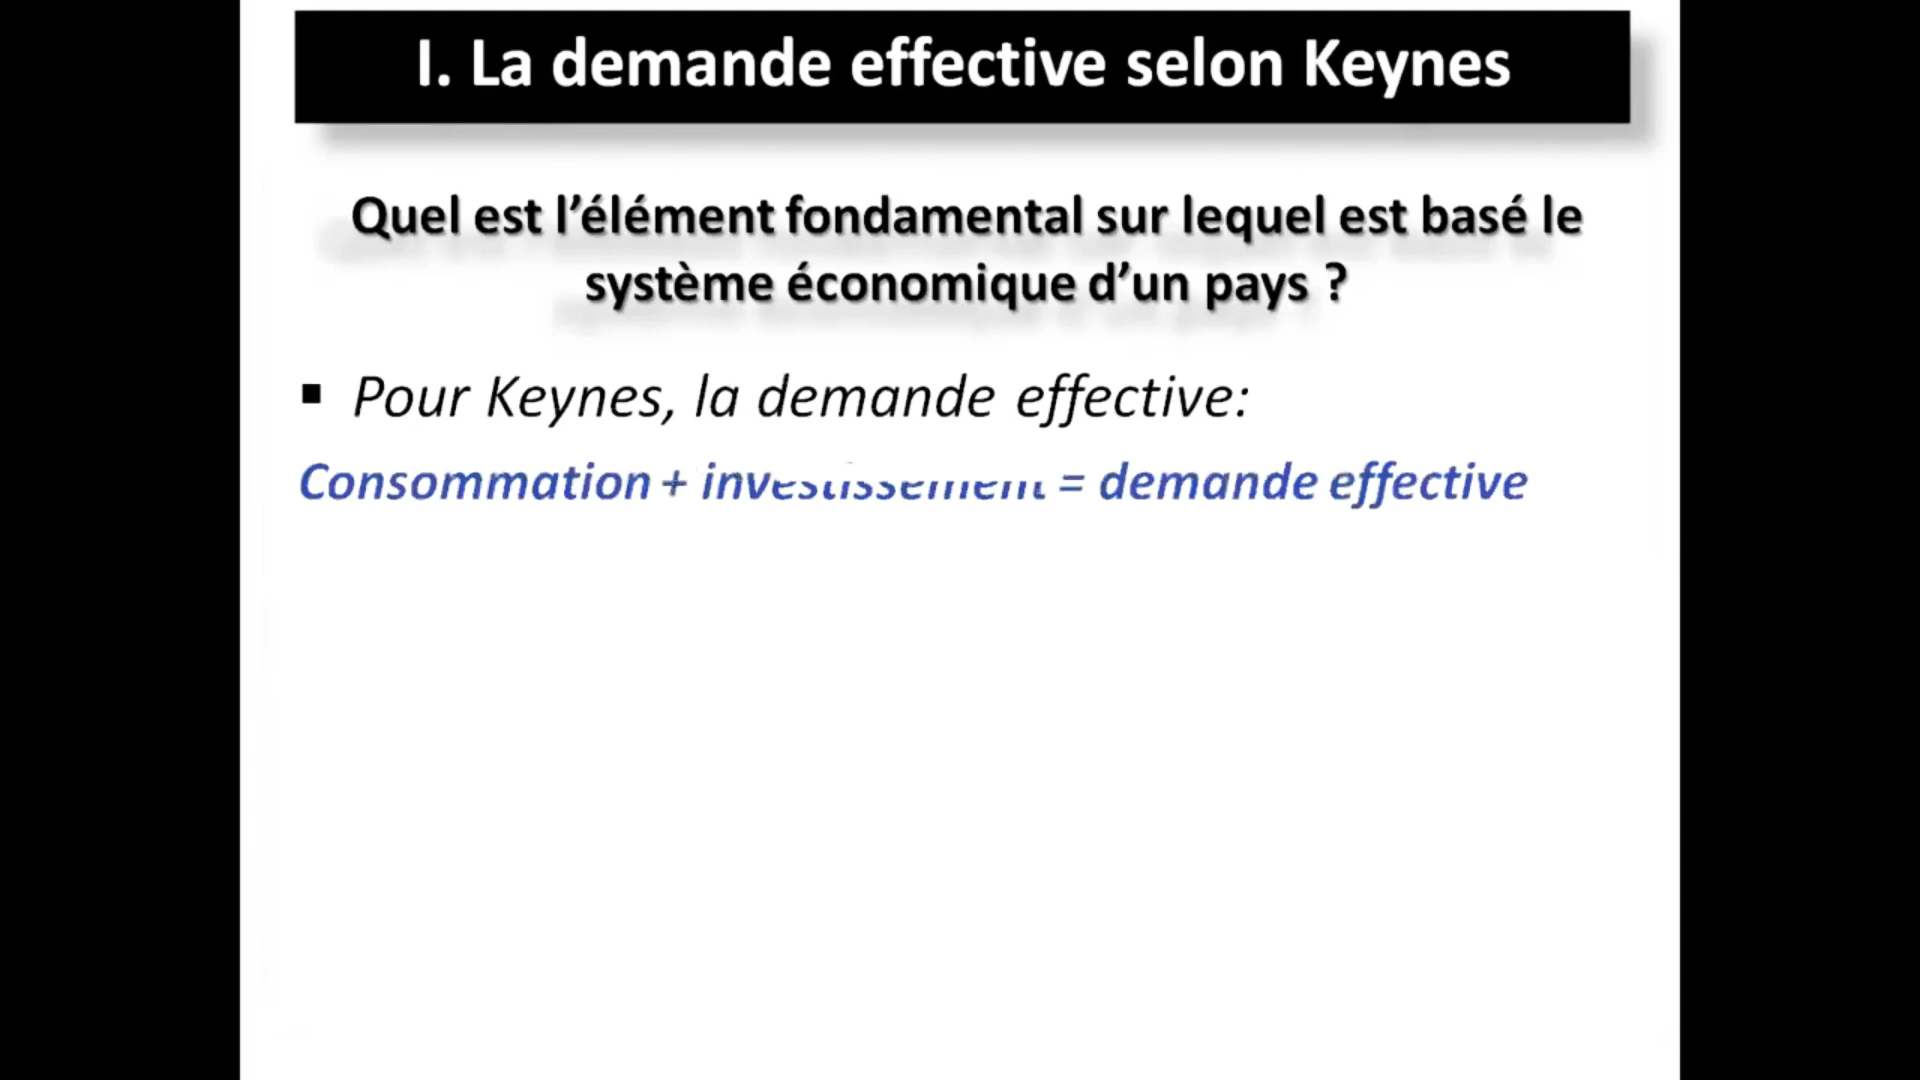 I. La demande effective selon Keynes
Quel est l’élément fondamental sur lequel est basé le
système économique d’un pays ?
▪ Pour Keynes, la demande effective:
Consommation + investissement = demande effective